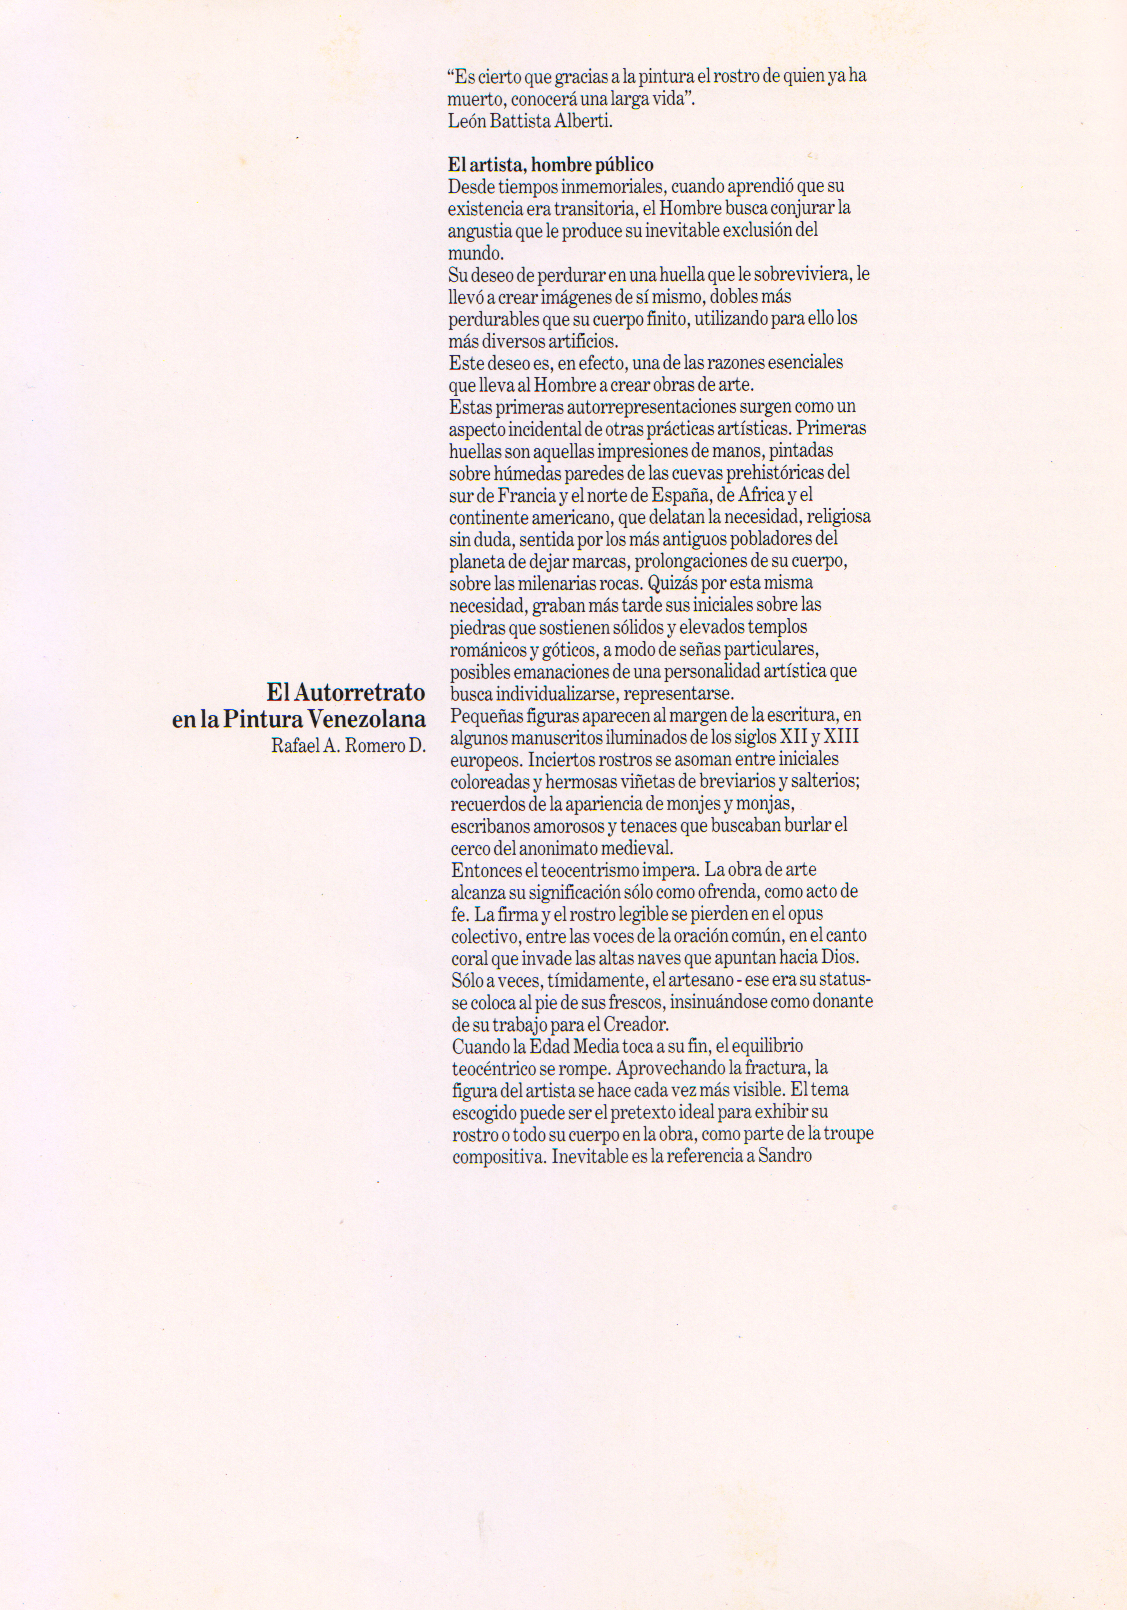 El Autorretrato
en la Pintura Venezolana
Rafael A. Romero D.
“Es cierto que gracias a la pintura el rostro de quien ya ha
muerto, conocerá una larga vida”.
León Battista Alberti.
El artista, hombre público
Desde tiempos inmemoriales, cuando aprendió que su
existencia era transitoria, el Hombre busca conjurar la
angustia que le produce su inevitable exclusión del
mundo.
Su deseo de perdurar en una huella que le sobreviviera, le
llevó a crear imágenes de sí mismo, dobles más
perdurables que su cuerpo finito, utilizando para ello los
más diversos artificios.
Este deseo es, en efecto, una de las razones esenciales
que lleva al Hombre a crear obras de arte.
Estas primeras autorrepresentaciones surgen como un
aspecto incidental de otras prácticas artísticas. Primeras
huellas son aquellas impresiones de manos, pintadas
sobre húmedas paredes de las cuevas prehistóricas del
sur de Francia y el norte de España, de Africa y el
continente americano, que delatan la necesidad, religiosa
sin duda, sentida por los más antiguos pobladores del
planeta de dejar marcas, prolongaciones de su cuerpo,
sobre las milenarias rocas. Quizás por esta misma
necesidad, graban más tarde sus iniciales sobre las
piedras que sostienen sólidos y elevados templos
románicos y góticos, a modo de señas particulares,
posibles emanaciones de una personalidad artística que
busca individualizarse, representarse.
Pequeñas figuras aparecen al margen de la escritura, en
algunos manuscritos iluminados de los siglos XII y XIII
europeos. Inciertos rostros se asoman entre iniciales
coloreadas y hermosas viñetas de breviarios y salterios;
recuerdos de la apariencia de monjes y monjas,
escribanos amorosos y tenaces que buscaban burlar el
cerco del anonimato medieval.
Entonces el teocentrismo impera. La obra de arte
alcanza su significación sólo como ofrenda, como acto de
fe. La firma y el rostro legible se pierden en el opus
colectivo, entre las voces de la oración común, en el canto
coral que invade las altas naves que apuntan hacia Dios.
Sólo a veces, tímidamente, el artesano - ese era su status-
se coloca al pie de sus frescos, insinuándose como donante
de su trabajo para el Creador.
Cuando la Edad Media toca a su fin, el equilibrio
teocéntrico se rompe. Aprovechando la fractura, la
figura del artista se hace cada vez más visible. El tema
escogido puede ser el pretexto ideal para exhibir su
rostro o todo su cuerpo en la obra, como parte de la troupe
compositiva. Inevitable es la referencia a Sandro